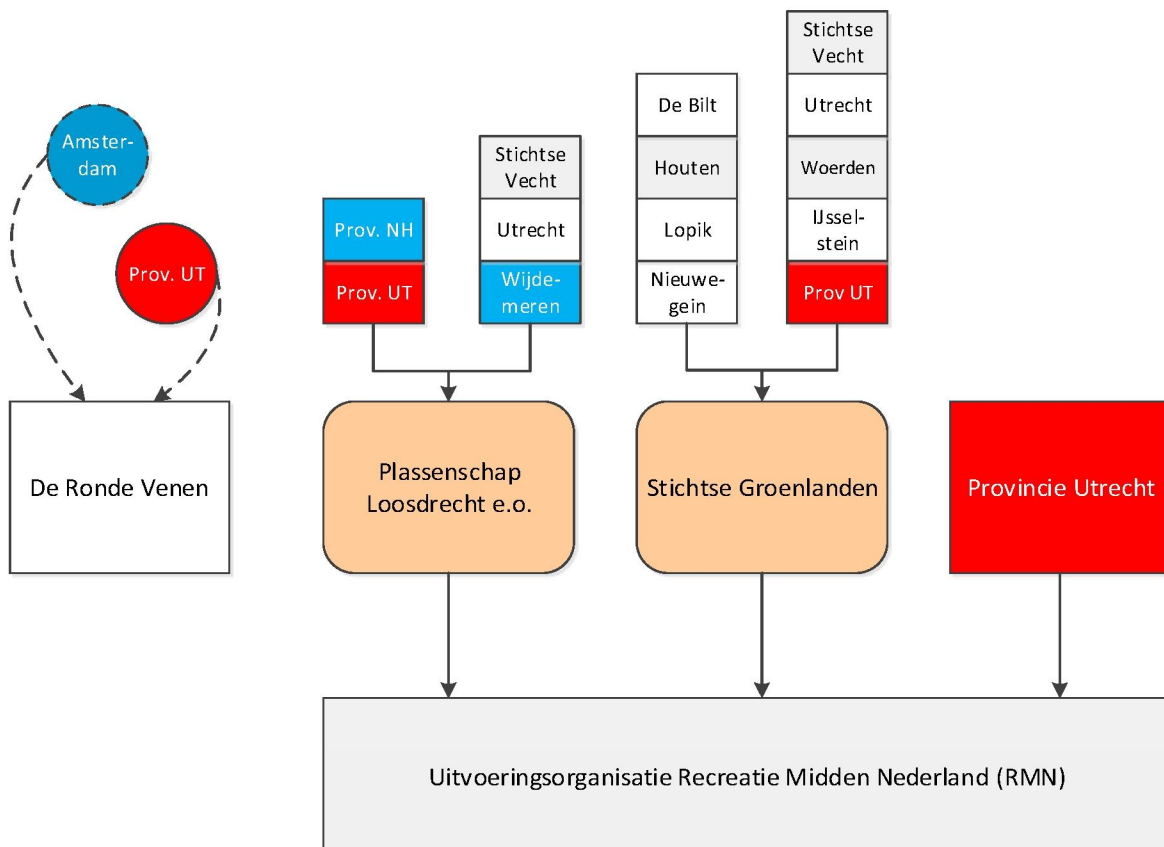 Amster-
dam
Prov. UT
De Ronde Venen
Prov. NH
Prov. UT
Stichtse
Vecht
Utrecht
Wijde-
meren
Plassenschap
Loosdrecht e.o.
De Bilt
Houten
Lopik
Nieuwe-
gein
Stichtse
Vecht
Utrecht
Woerden
IJssel-
stein
Prov UT
Stichtse Groenlanden
Provincie Utrecht
Uitvoeringsorganisatie Recreatie Midden Nederland (RMN)